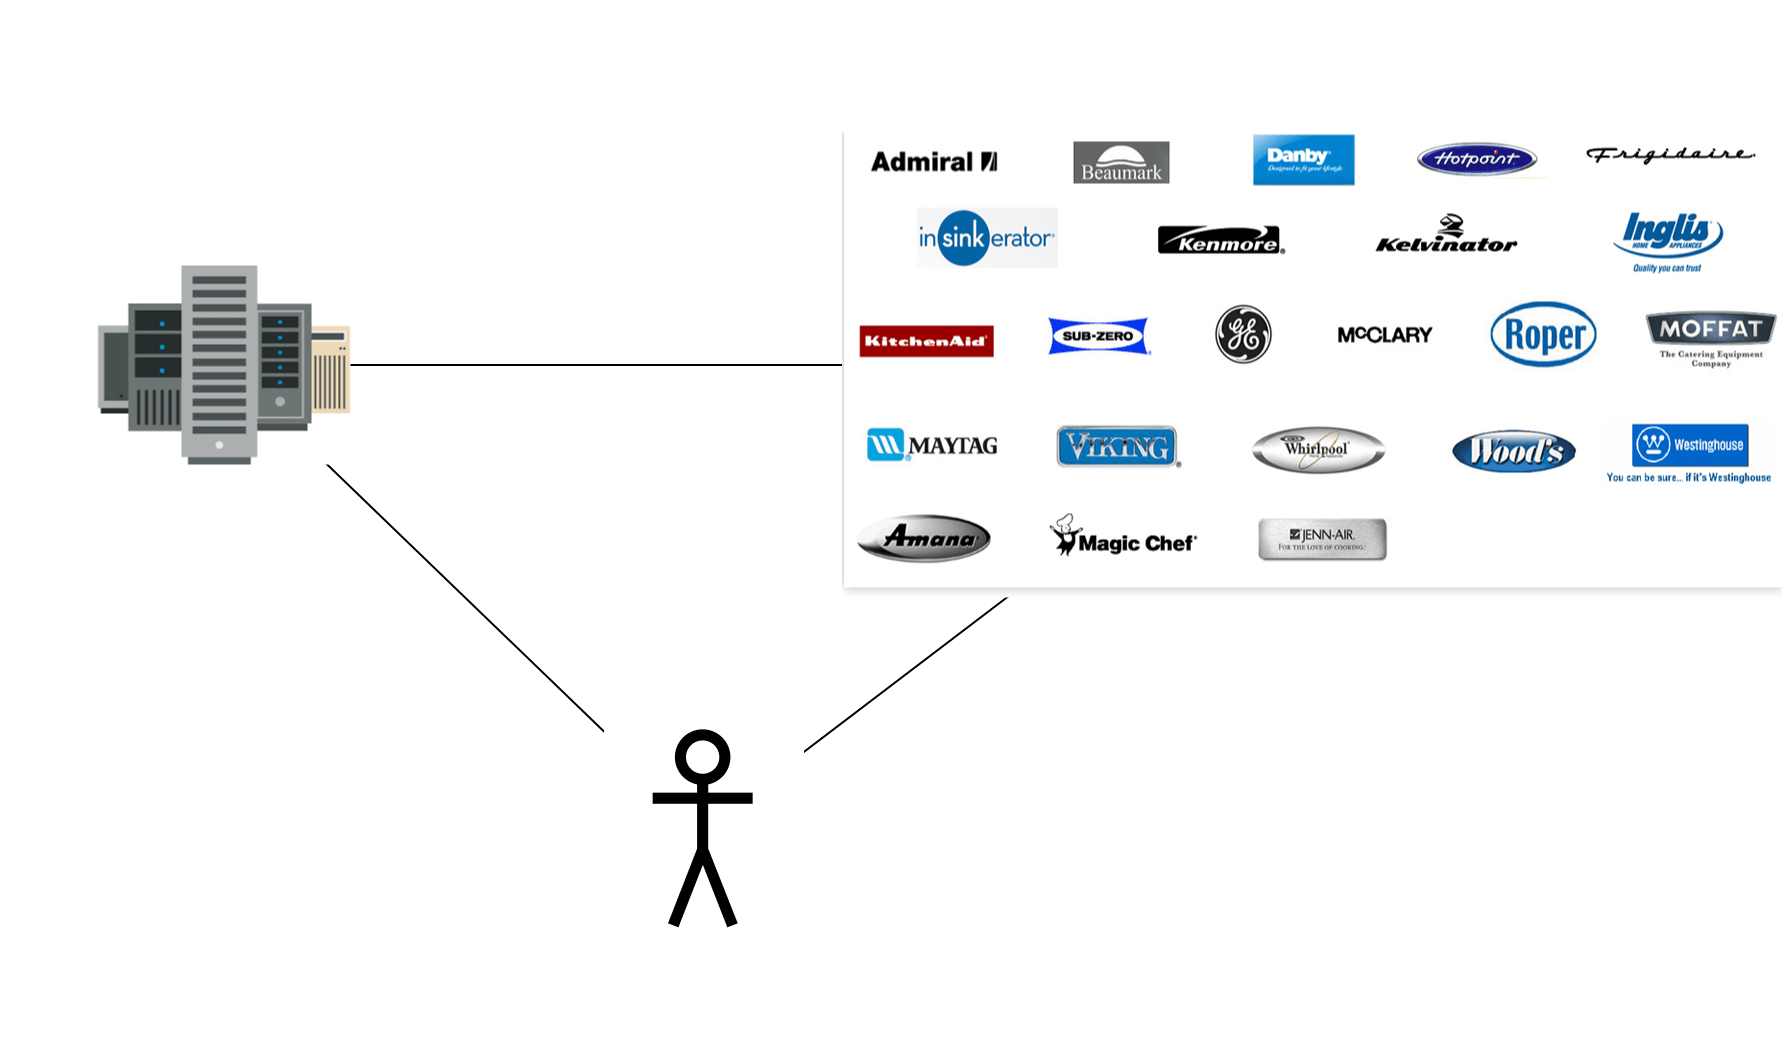 Admiral
Beaumark
Danby
Designed to fit your lifestyle
Hotpoint
Frigidaire
insinkerator
Kenmore
Kelvinator
Inglis
HOME APPLIANCES
Quality you can trust
KitchenAid
SUB-ZERO
GE
McCLARY
Roper
MOFFAT
The Catering Equipment
Company
MAYTAG
VIKING
Whirlpool
Wood's
Westinghouse
You can be sure... if it's Westinghouse
Amana
Magic Chef
JENN-AIR
FOR THE LOVE OF COOKING.